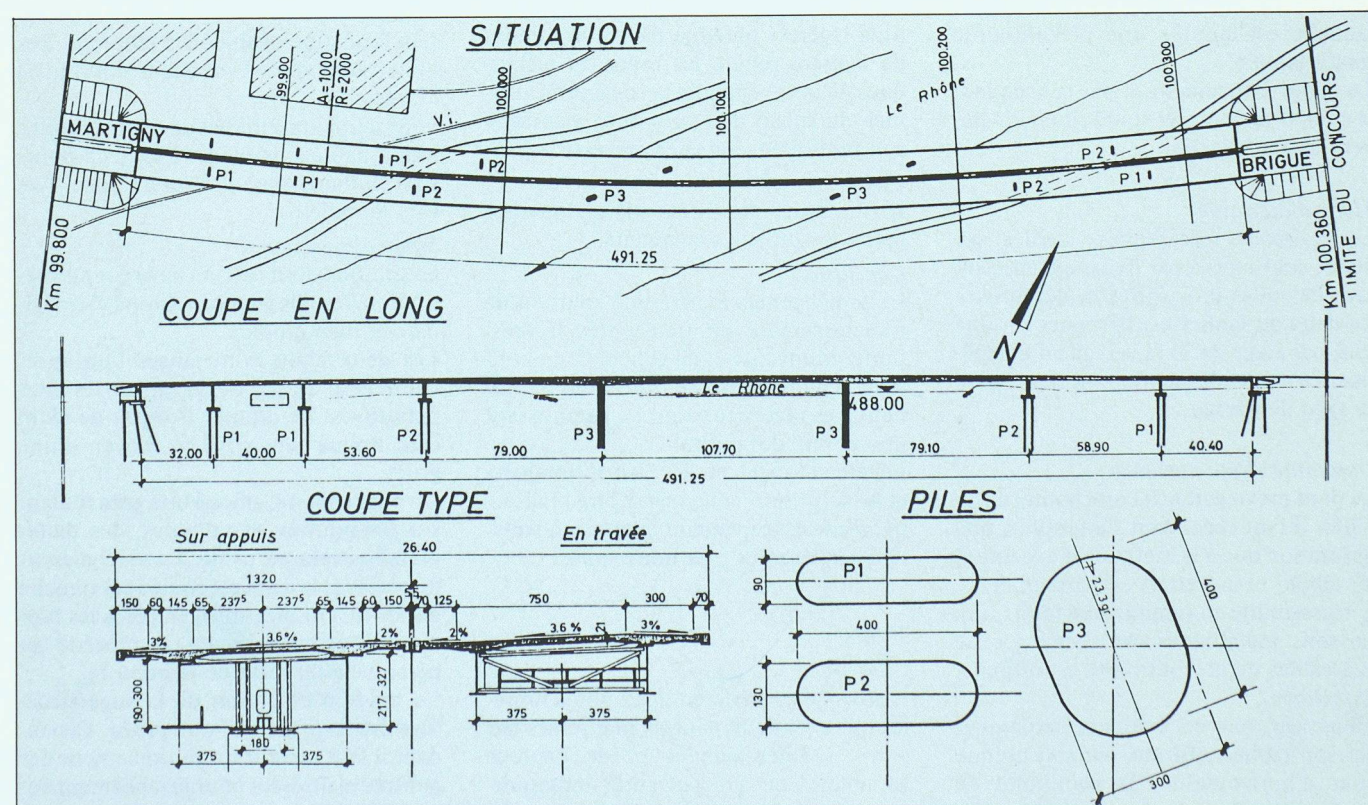 SITUATION
99.900
A=1000
R=2000
100.000
100.100
100.200
100.300
V.i.
Le Rhône
MARTIGNY
P1
P2
P2
BRIGUE
P1
P1
P2
P3
P3
P2
P1
Km 99.800
491.25
Km 100.360
LIMITE DU CONCOURS
N
COUPE EN LONG
Le Rhône
488.00
P1
P1
P2
P3
P3
P2
P1
32.00
40.00
53.60
79.00
107.70
79.10
58.90
40.40
491.25
COUPE TYPE
PILES
Sur appuis
26.40
En travée
1320
150 60 145 65 237⁵ 237⁵ 65 145 60 150 70 125 750 300 70
3% 3.6% 2% 2% 3.6% 3%
190-300
217-327
180
375 375
375 375
P1
90
400
P2
130
P3
23.9°
400
300